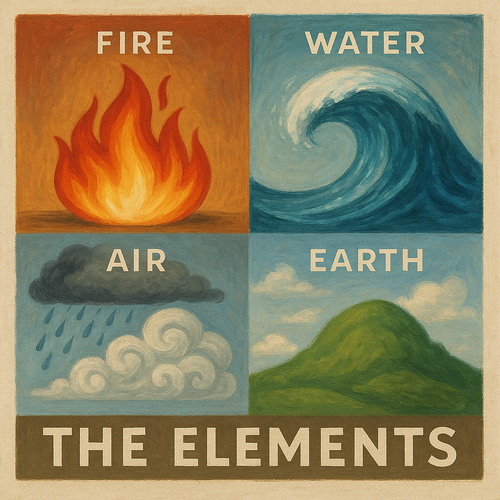 FIRE
WATER
AIR
EARTH
THE ELEMENTS